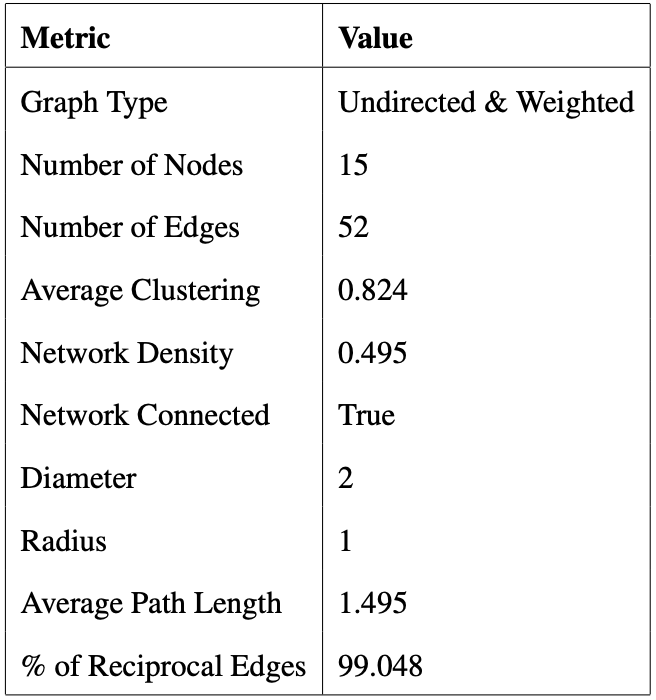 Metric Value
Graph Type Undirected & Weighted
Number of Nodes 15
Number of Edges 52
Average Clustering 0.824
Network Density 0.495
Network Connected True
Diameter 2
Radius 1
Average Path Length 1.495
% of Reciprocal Edges 99.048